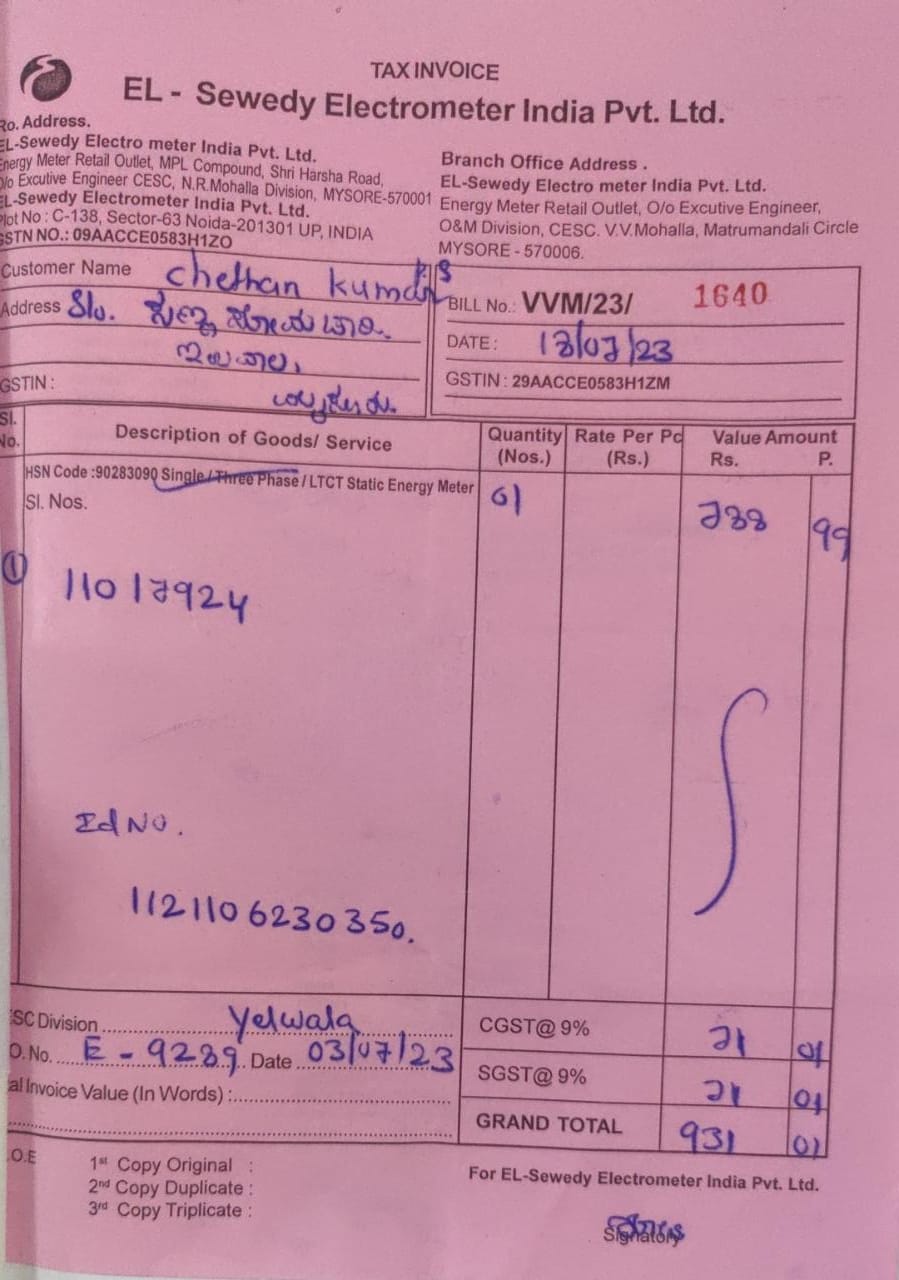 TAX INVOICE
EL - Sewedy Electrometer India Pvt. Ltd.
Ro. Address.
EL-Sewedy Electro meter India Pvt. Ltd.
Energy Meter Retail Outlet, MPL Compound, Shri Harsha Road,
O/o Excutive Engineer CESC, N.R.Mohalla Division, MYSORE-570001
EL-Sewedy Electrometer India Pvt. Ltd.
Plot No : C-138, Sector-63 Noida-201301 UP, INDIA
GSTN NO.: 09AACCE0583H1ZO
Branch Office Address .
EL-Sewedy Electro meter India Pvt. Ltd.
Energy Meter Retail Outlet, O/o Excutive Engineer,
O&M Division, CESC. V.V.Mohalla, Matrumandali Circle
MYSORE - 570006.
Customer Name Chethan kumar
Address S/o.
ಇಲವಾಲ,
GSTIN :
BILL No.: VVM/23/ 1640
DATE :
GSTIN : 29AACCE0583H1ZM
Sl. No. Description of Goods/ Service Quantity (Nos.) Rate Per Pc (Rs.) Value Amount Rs. P.
HSN Code :90283090 Single / Three Phase / LTCT Static Energy Meter 01 788 99
Sl. Nos.
① 11017924
Id No.
1121106230350.
SC Division Yelwala
O. No. E - 9289 Date 03/07/23
al Invoice Value (In Words) :
CGST@ 9% 71 01
SGST@ 9% 71 01
GRAND TOTAL 931 01
.O.E
1st Copy Original :
2nd Copy Duplicate :
3rd Copy Triplicate :
For EL-Sewedy Electrometer India Pvt. Ltd.
Signatory